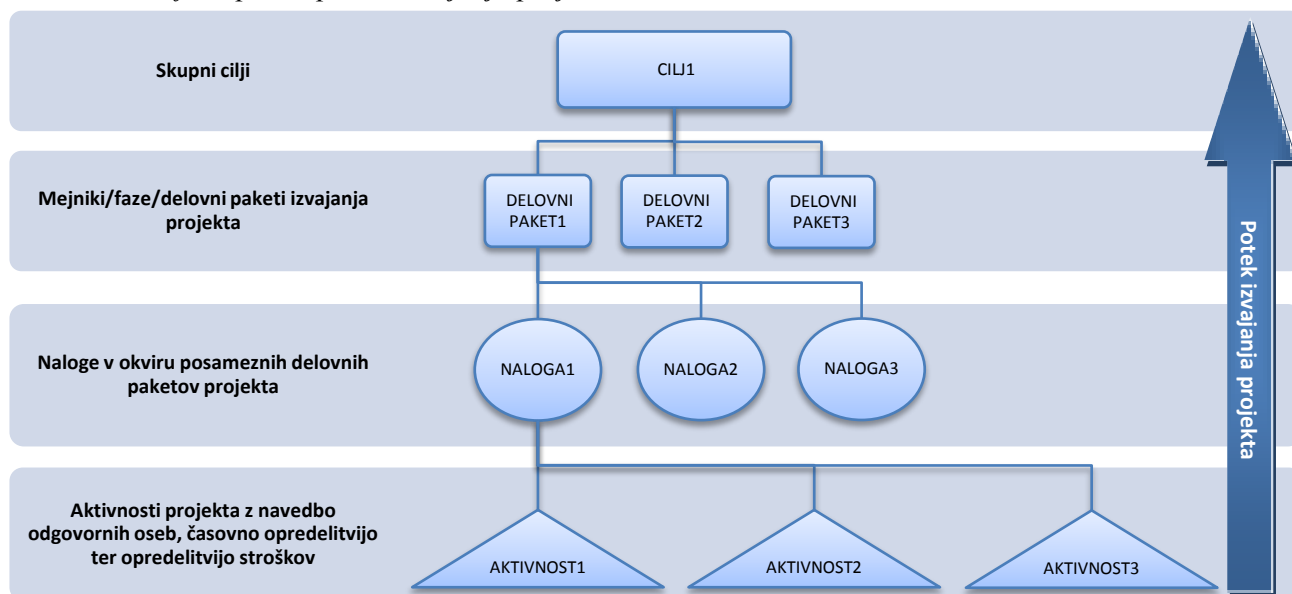 Skupni cilji
CILJ1
Mejniki/faze/delovni paketi izvajanja
projekta
DELOVNI
PAKET1
DELOVNI
PAKET2
DELOVNI
PAKET3
Naloge v okviru posameznih delovnih
paketov projekta
NALOGA1
NALOGA2
NALOGA3
Aktivnosti projekta z navedbo
odgovornih oseb, časovno opredelitvijo
ter opredelitvijo stroškov
AKTIVNOST1
AKTIVNOST2
AKTIVNOST3
Potek izvajanja projekta